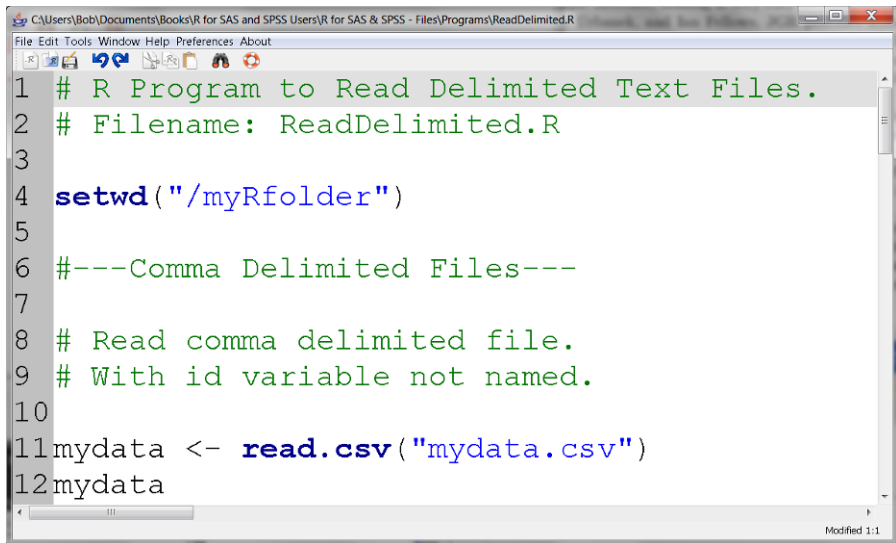 C:\Users\Bob\Documents\Books\R for SAS and SPSS Users\R for SAS & SPSS - Files\Programs\ReadDelimited.R
File Edit Tools Window Help Preferences About
1 # R Program to Read Delimited Text Files.
2 # Filename: ReadDelimited.R
3
4 setwd("/myRfolder")
5
6 #---Comma Delimited Files---
7
8 # Read comma delimited file.
9 # With id variable not named.
10
11 mydata <- read.csv("mydata.csv")
12 mydata
Modified 1:1